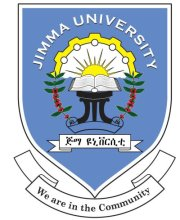 JIMMA UNIVERSITY
ጅማ ዩኒቨርሲቲ
We are in the Community